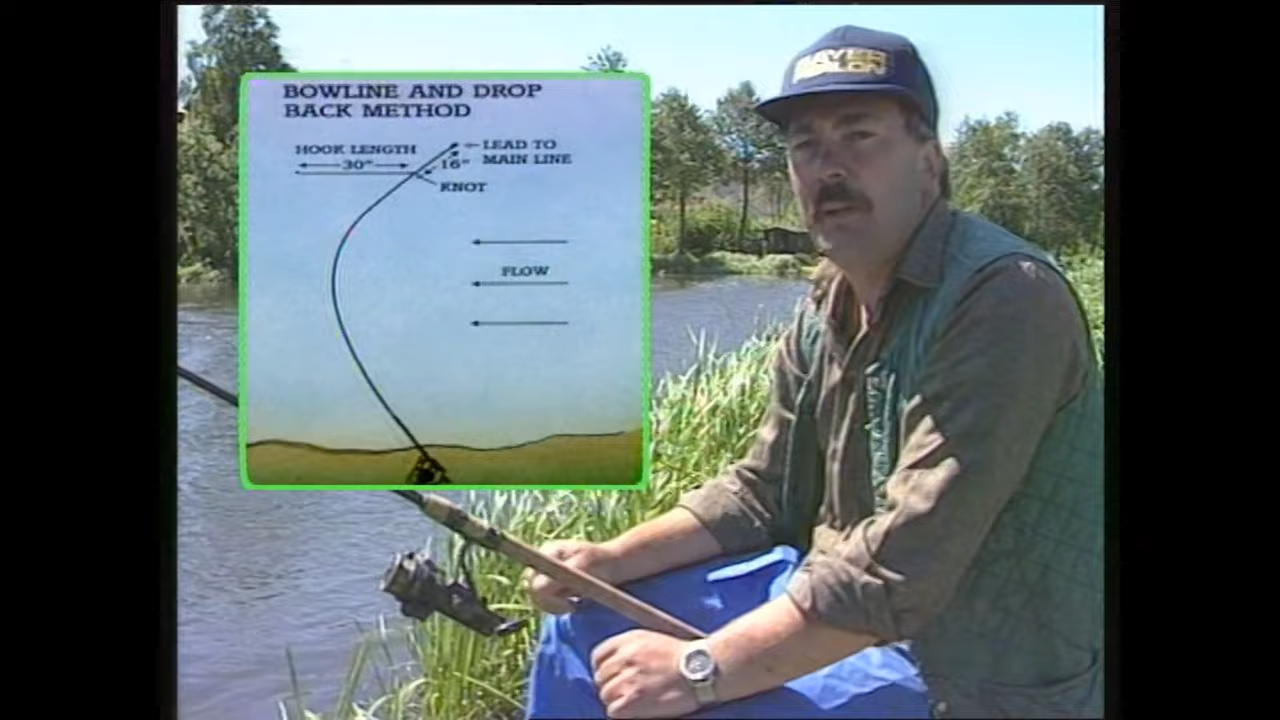 BOWLINE AND DROP
BACK METHOD
HOOK LENGTH
30"
16"
LEAD TO
MAIN LINE
KNOT
FLOW